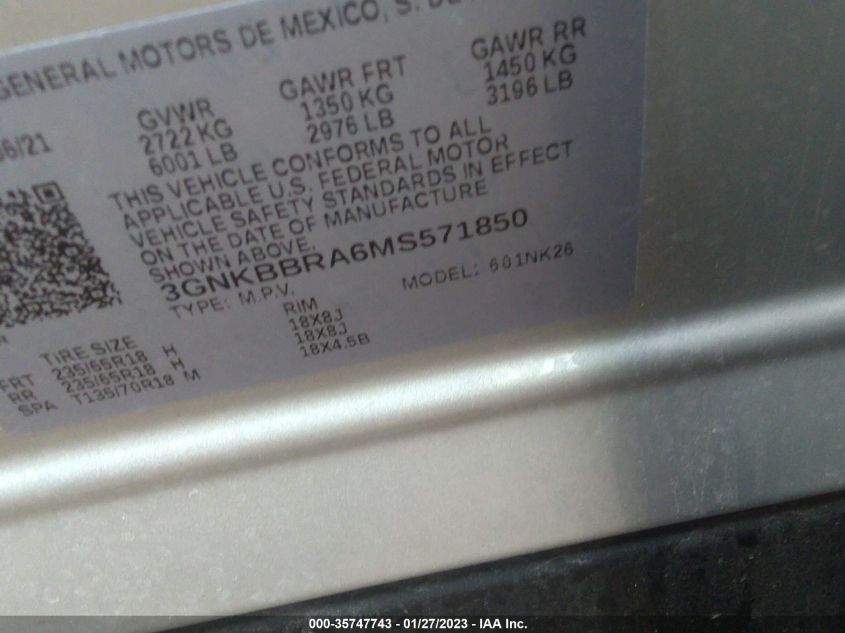 GENERAL MOTORS DE MEXICO, S. DE
6/21
GVWR
2722 KG
6001 LB
GAWR FRT
1350 KG
2976 LB
GAWR RR
1450 KG
3196 LB
THIS VEHICLE CONFORMS TO ALL
APPLICABLE U.S. FEDERAL MOTOR
VEHICLE SAFETY STANDARDS IN EFFECT
ON THE DATE OF MANUFACTURE
SHOWN ABOVE.
3GNKBBRA6MS571850
TYPE: M.P.V.
MODEL: 601NK26
R
TIRE SIZE
RIM
FRT 235/65R18 H 18X8J
RR 235/65R18 H 18X8J
SPA T135/70R18 M 18X4.5B
000-35747743 - 01/27/2023 - IAA Inc.